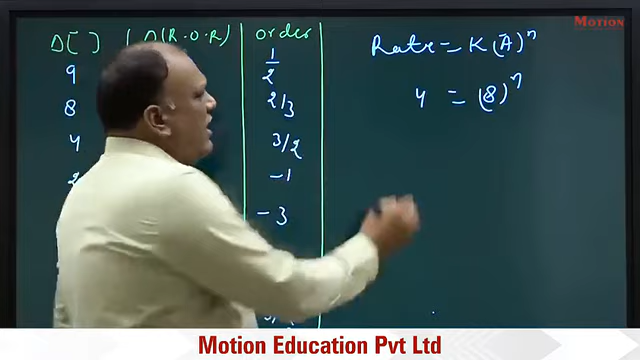 MOTION
Δ[ ] | Δ(R.O.R) | order
9 1/2
8 2/3
4 3/2
2 -1
-3
Rate = K(A)^n
4 = (8)^n
Motion Education Pvt Ltd